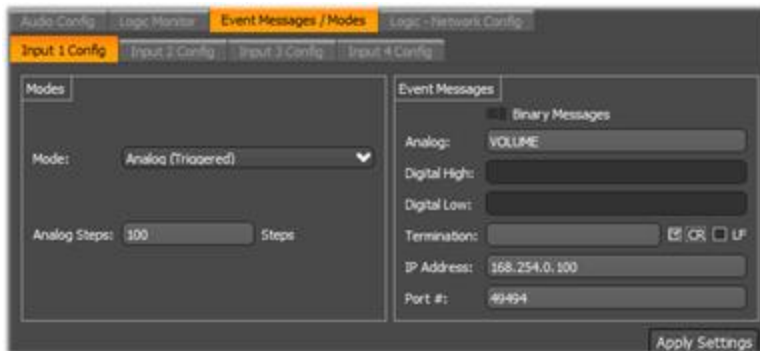 Audio Config Logic Monitor Event Messages / Modes Logic - Network Config
Input 1 Config Input 2 Config Input 3 Config Input 4 Config
Modes
Mode: Analog (Triggered)
Analog Steps: 100 Steps
Event Messages
Binary Messages
Analog: VOLUME
Digital High:
Digital Low:
Termination: CR LF
IP Address: 168.254.0.100
Port #: 49494
Apply Settings